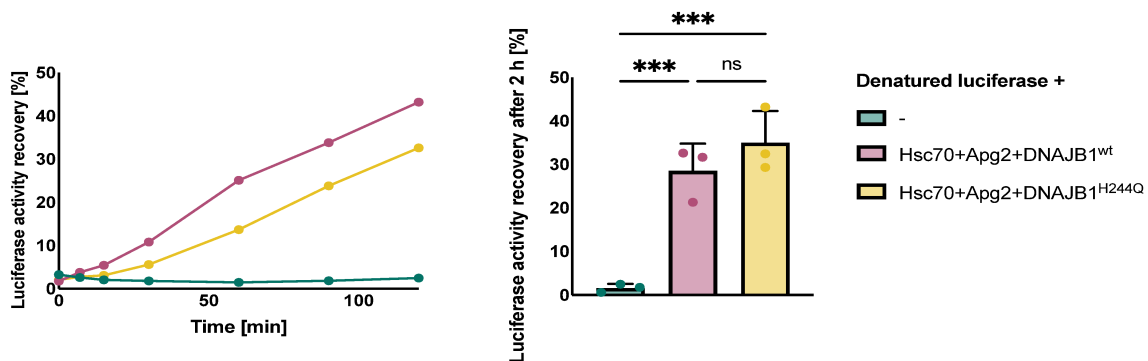 Luciferase activity recovery [%]
50
40
30
20
10
0
0
50
100
Time [min]
Luciferase activity recovery after 2 h [%]
50
40
30
20
10
0
***
***
ns
Denatured luciferase +
-
Hsc70+Apg2+DNAJB1wt
Hsc70+Apg2+DNAJB1H244Q